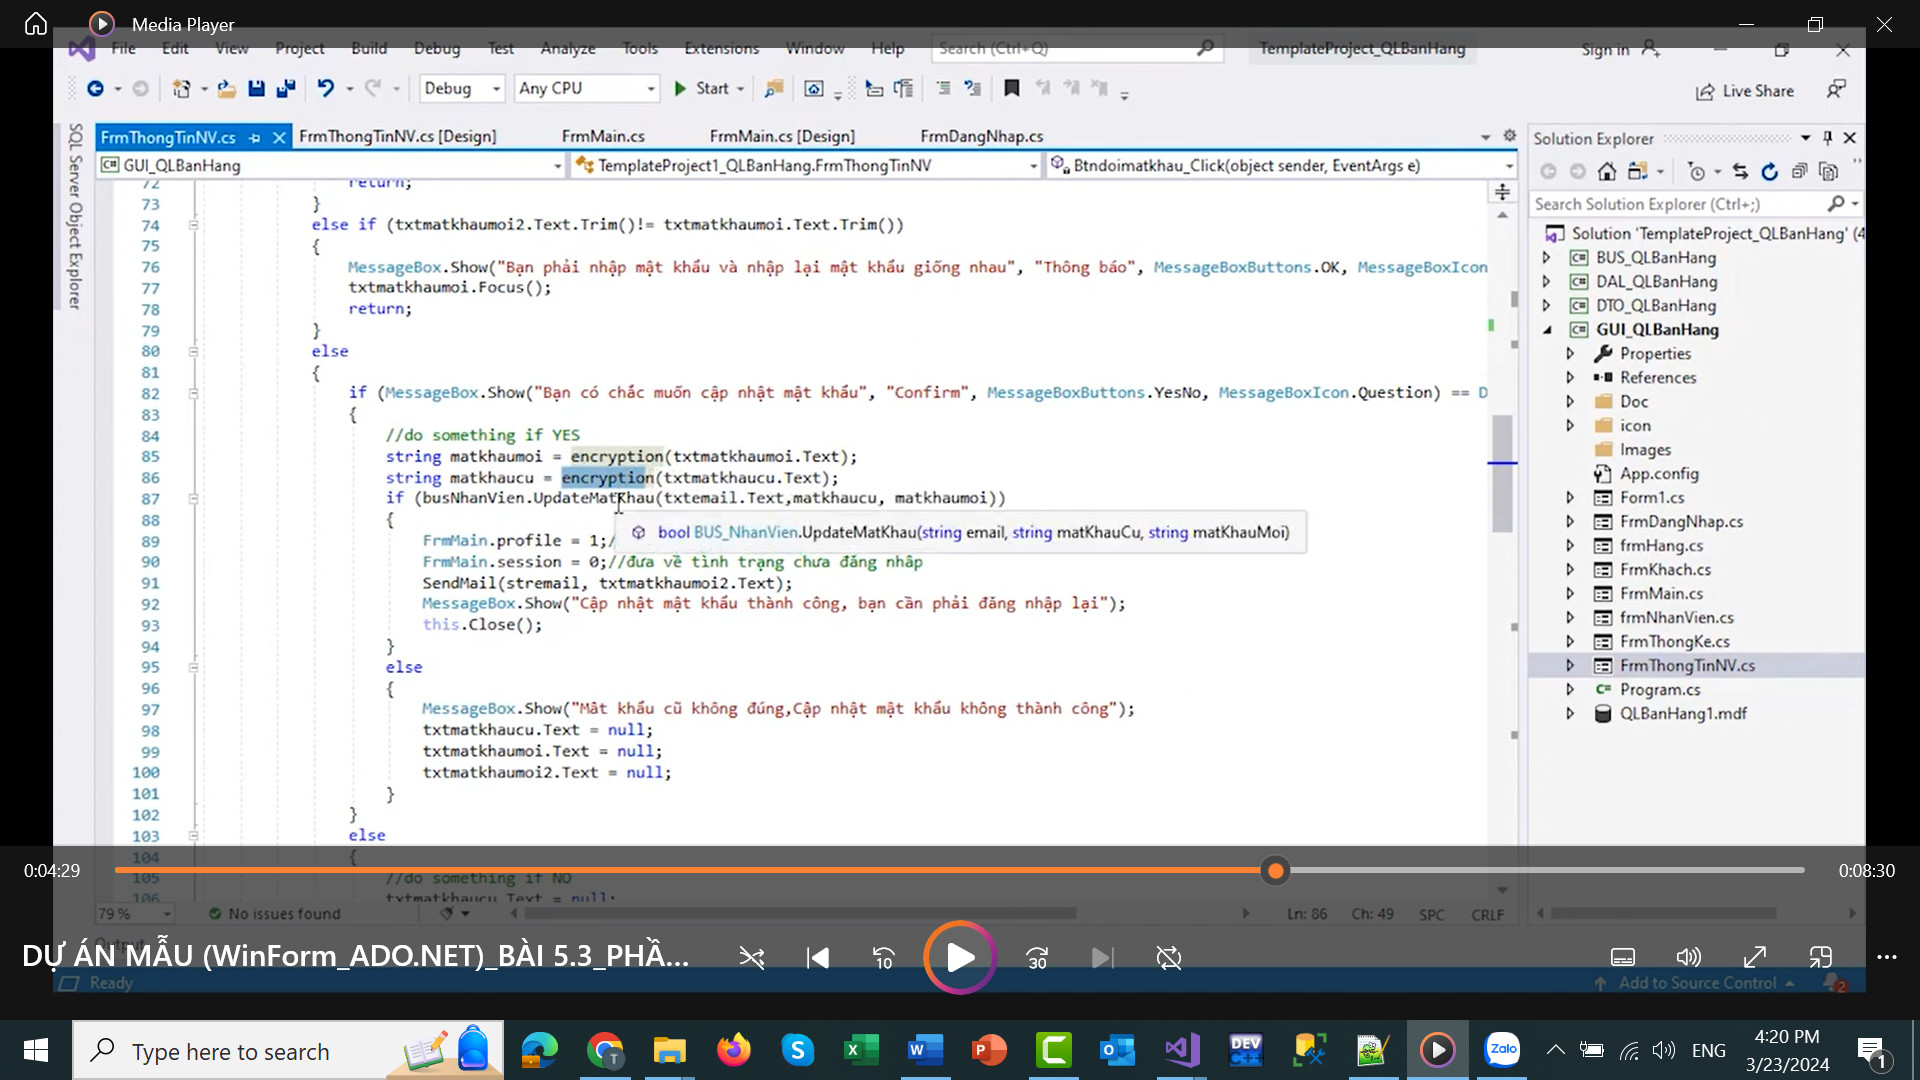 Media Player
File Edit View Project Build Debug Test Analyze Tools Extensions Window Help Search (Ctrl+Q) TemplateProject_QLBanHang Sign in
Debug Any CPU Start Live Share
SQL Server Object Explorer
FrmThongTinNV.cs FrmThongTinNV.cs [Design] FrmMain.cs FrmMain.cs [Design] FrmDangNhap.cs
GUI_QLBanHang TemplateProject1_QLBanHang.FrmThongTinNV Btndoimatkhau_Click(object sender, EventArgs e)
72 return;
73 }
74 else if (txtmatkhaumoi2.Text.Trim()!= txtmatkhaumoi.Text.Trim())
75 {
76 MessageBox.Show("Bạn phải nhập mật khẩu và nhập lại mật khẩu giống nhau", "Thông báo", MessageBoxButtons.OK, MessageBoxIcon
77 txtmatkhaumoi.Focus();
78 return;
79 }
80 else
81 {
82 if (MessageBox.Show("Bạn có chắc muốn cập nhật mật khẩu", "Confirm", MessageBoxButtons.YesNo, MessageBoxIcon.Question) == D
83 {
84 //do something if YES
85 string matkhaumoi = encryption(txtmatkhaumoi.Text);
86 string matkhaucu = encryption(txtmatkhaucu.Text);
87 if (busNhanVien.UpdateMatKhau(txtemail.Text,matkhaucu, matkhaumoi))
88 {
bool BUS_NhanVien.UpdateMatKhau(string email, string matKhauCu, string matKhauMoi)
89 FrmMain.profile = 1;/
90 FrmMain.session = 0;//đưa về tình trạng chưa đăng nhâp
91 SendMail(stremail, txtmatkhaumoi2.Text);
92 MessageBox.Show("Cập nhật mật khẩu thành công, bạn cần phải đăng nhập lại");
93 this.Close();
94 }
95 else
96 {
97 MessageBox.Show("Mât khẩu cũ không đúng,Cập nhật mật khẩu không thành công");
98 txtmatkhaucu.Text = null;
99 txtmatkhaumoi.Text = null;
100 txtmatkhaumoi2.Text = null;
101 }
102 }
103 else
104 {
105 //do something if NO
106 txtmatkhaucu.Text = null;
79 % No issues found Ln: 86 Ch: 49 SPC CRLF
Output
Solution Explorer
Search Solution Explorer (Ctrl+;)
Solution 'TemplateProject_QLBanHang' (4
BUS_QLBanHang
DAL_QLBanHang
DTO_QLBanHang
GUI_QLBanHang
Properties
References
Doc
icon
Images
App.config
Form1.cs
FrmDangNhap.cs
frmHang.cs
FrmKhach.cs
FrmMain.cs
frmNhanVien.cs
FrmThongKe.cs
FrmThongTinNV.cs
Program.cs
QLBanHang1.mdf
0:04:29 0:08:30
DỰ ÁN MẪU (WinForm_ADO.NET)_BÀI 5.3_PHẦ...
10 30
Ready Add to Source Control 2
Type here to search
T
DEV C++
Zalo
ENG
4:20 PM
3/23/2024
1